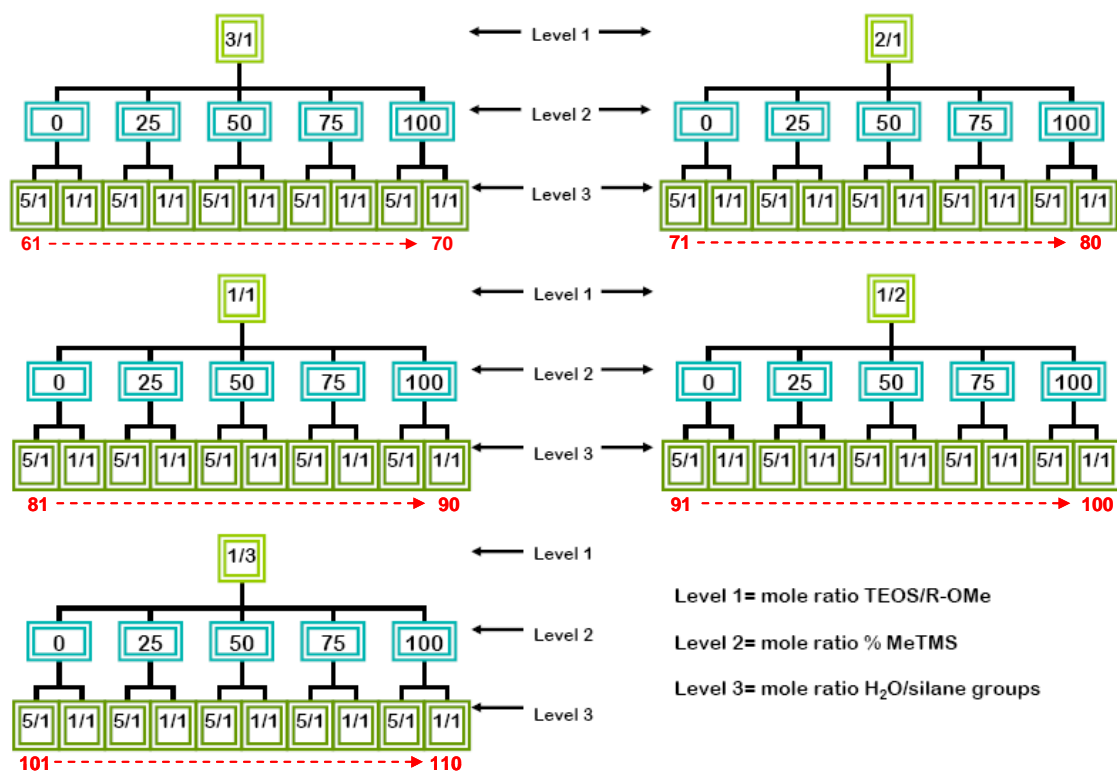 3/1 Level 1 2/1
0 25 50 75 100 Level 2 0 25 50 75 100
5/1 1/1 5/1 1/1 5/1 1/1 5/1 1/1 5/1 1/1 Level 3 5/1 1/1 5/1 1/1 5/1 1/1 5/1 1/1 5/1 1/1
61 70 71 80
1/1 Level 1 1/2
0 25 50 75 100 Level 2 0 25 50 75 100
5/1 1/1 5/1 1/1 5/1 1/1 5/1 1/1 5/1 1/1 Level 3 5/1 1/1 5/1 1/1 5/1 1/1 5/1 1/1 5/1 1/1
81 90 91 100
1/3 Level 1
0 25 50 75 100 Level 2
5/1 1/1 5/1 1/1 5/1 1/1 5/1 1/1 5/1 1/1 Level 3
101 110
Level 1= mole ratio TEOS/R-OMe
Level 2= mole ratio % MeTMS
Level 3= mole ratio H₂O/silane groups